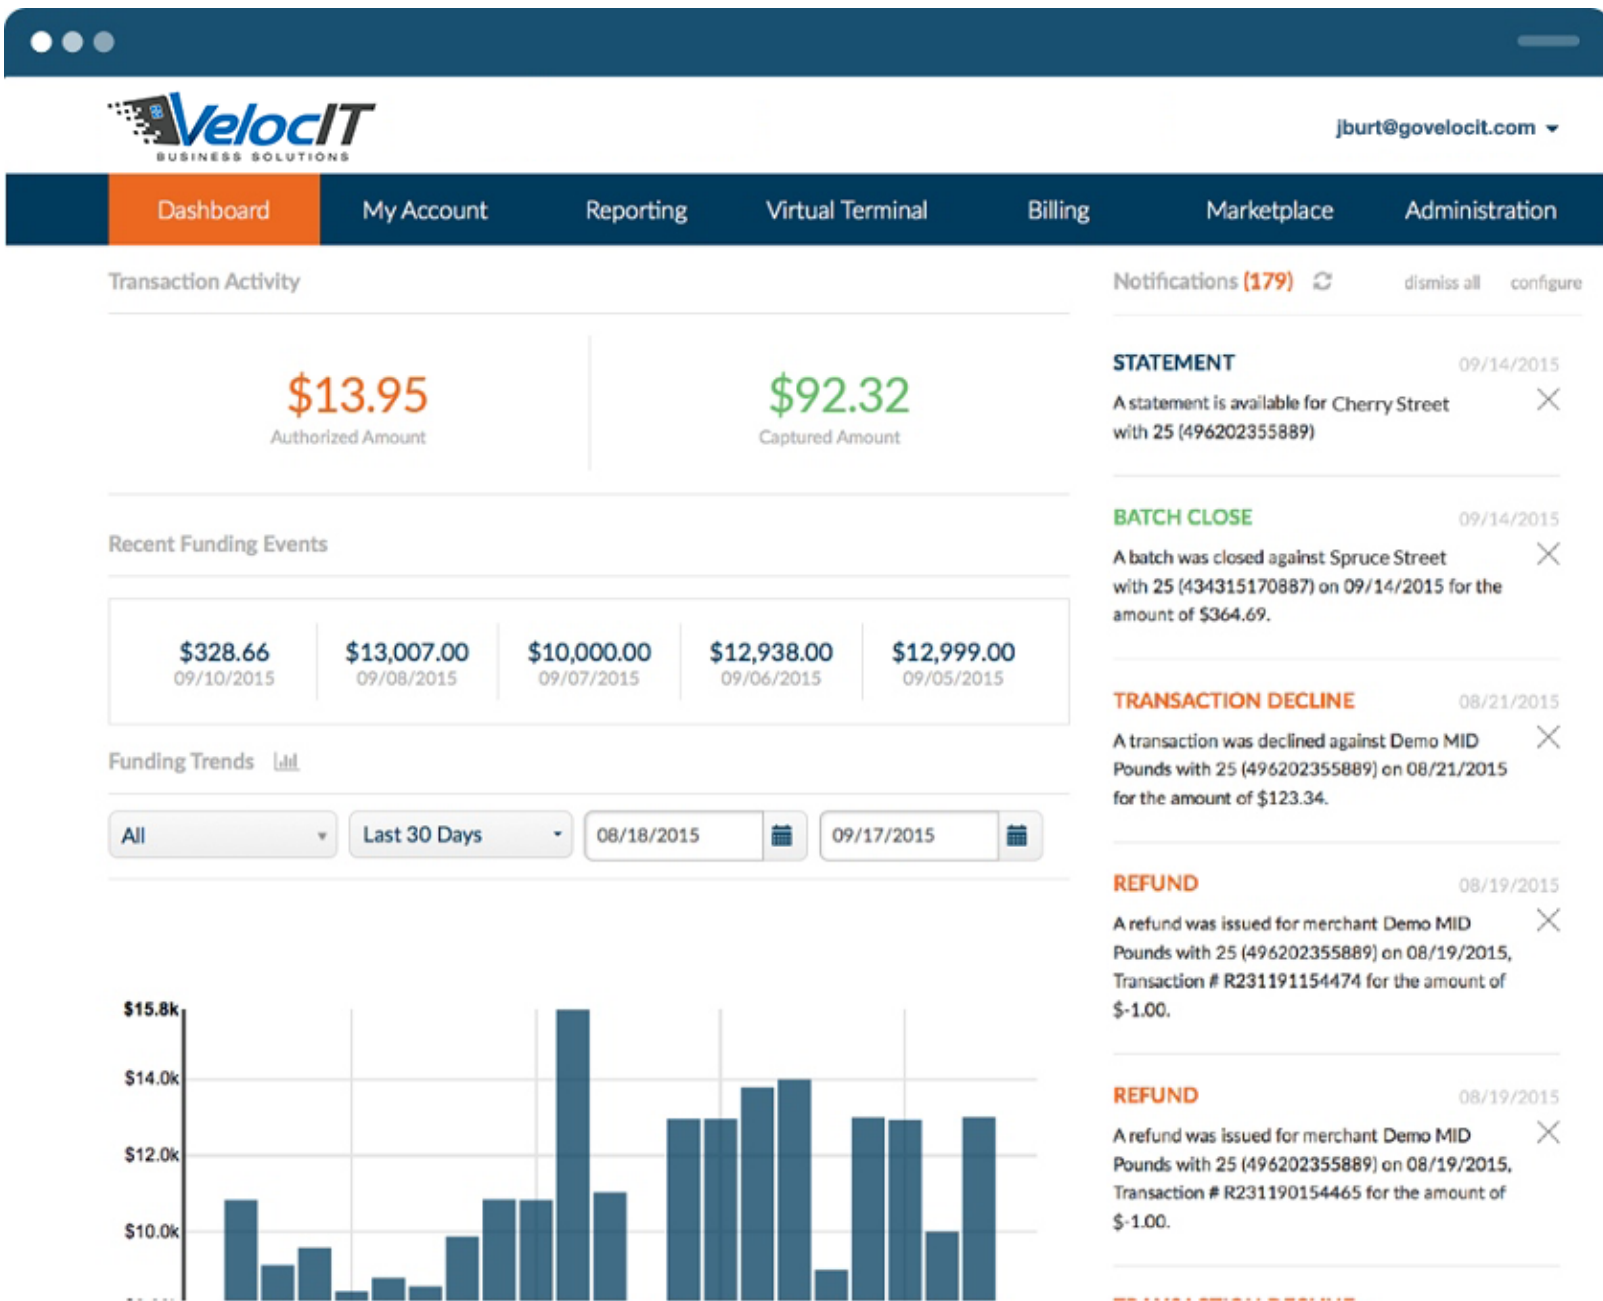 VelocIT
BUSINESS SOLUTIONS
jburt@govelocit.com
Dashboard
My Account
Reporting
Virtual Terminal
Billing
Marketplace
Administration
Transaction Activity
$13.95
Authorized Amount
$92.32
Captured Amount
Recent Funding Events
$328.66
09/10/2015
$13,007.00
09/08/2015
$10,000.00
09/07/2015
$12,938.00
09/06/2015
$12,999.00
09/05/2015
Funding Trends
All
Last 30 Days
08/18/2015
09/17/2015
$15.8k
$14.0k
$12.0k
$10.0k
Notifications (179)
dismiss all
configure
STATEMENT
09/14/2015
A statement is available for Cherry Street
with 25 (496202355889)
BATCH CLOSE
09/14/2015
A batch was closed against Spruce Street
with 25 (434315170887) on 09/14/2015 for the
amount of $364.69.
TRANSACTION DECLINE
08/21/2015
A transaction was declined against Demo MID
Pounds with 25 (496202355889) on 08/21/2015
for the amount of $123.34.
REFUND
08/19/2015
A refund was issued for merchant Demo MID
Pounds with 25 (496202355889) on 08/19/2015,
Transaction # R231191154474 for the amount of
$-1.00.
REFUND
08/19/2015
A refund was issued for merchant Demo MID
Pounds with 25 (496202355889) on 08/19/2015,
Transaction # R231190154465 for the amount of
$-1.00.